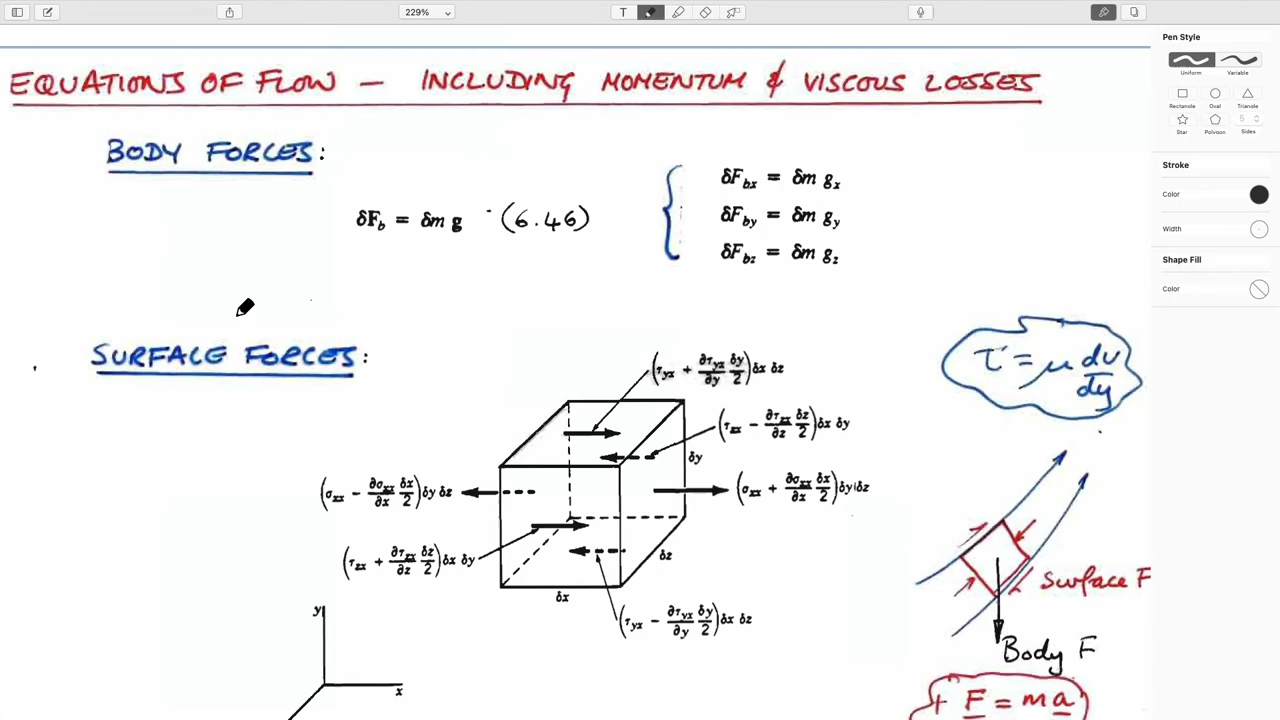 229%
T
Pen Style
Uniform
Variable
Rectangle
Oval
Triangle
Star
Polygon
5
Sides
Stroke
Color
Width
Shape Fill
Color
EQUATIONS OF FLOW — INCLUDING MOMENTUM & VISCOUS LOSSES
BODY FORCES:
δF_b = δm g (6.46)
δF_bx = δm g_x
δF_by = δm g_y
δF_bz = δm g_z
SURFACE FORCES:
τ = μ dv/dy
(τ_yx + ∂τ_yx/∂y δy/2) δx δz
(τ_zx − ∂τ_zx/∂z δz/2) δx δy
δy
(σ_xx − ∂σ_xx/∂x δx/2) δy δz
(σ_xx + ∂σ_xx/∂x δx/2) δy δz
(τ_zx + ∂τ_zx/∂z δz/2) δx δy
δz
δx
(τ_yx − ∂τ_yx/∂y δy/2) δx δz
Surface F
Body F
y
x
+ F = ma